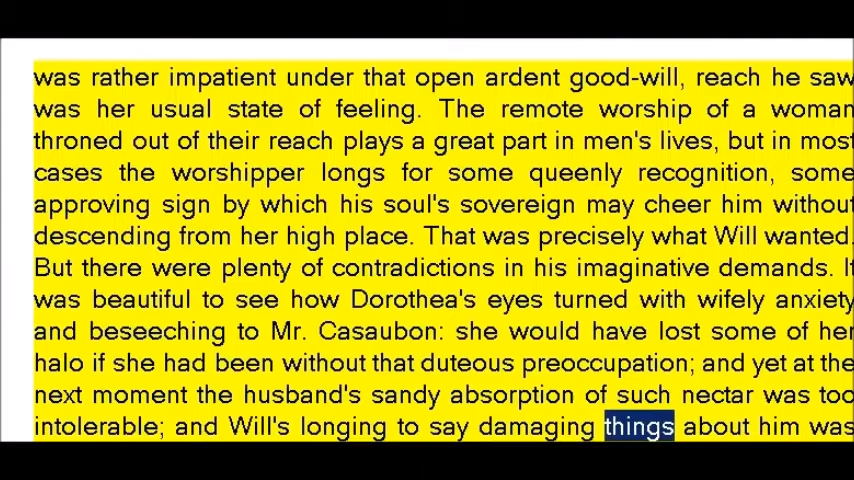 was rather impatient under that open ardent good-will, reach he saw
was her usual state of feeling. The remote worship of a woman
throned out of their reach plays a great part in men's lives, but in most
cases the worshipper longs for some queenly recognition, some
approving sign by which his soul's sovereign may cheer him without
descending from her high place. That was precisely what Will wanted.
But there were plenty of contradictions in his imaginative demands. It
was beautiful to see how Dorothea's eyes turned with wifely anxiety
and beseeching to Mr. Casaubon: she would have lost some of her
halo if she had been without that duteous preoccupation; and yet at the
next moment the husband's sandy absorption of such nectar was too
intolerable; and Will's longing to say damaging things about him was